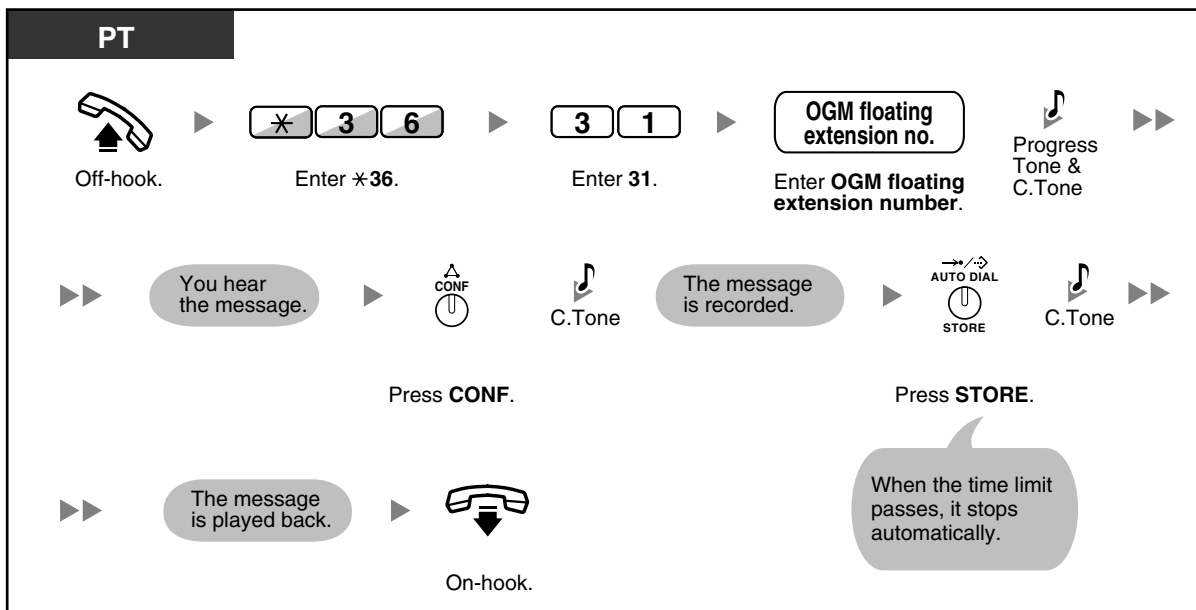 PT
✳ 3 6
3 1
OGM floating
extension no.
Off-hook.
Enter ✳36.
Enter 31.
Enter OGM floating
extension number.
Progress
Tone &
C.Tone
You hear
the message.
CONF
C.Tone
The message
is recorded.
AUTO DIAL
STORE
C.Tone
Press CONF.
Press STORE.
When the time limit
passes, it stops
automatically.
The message
is played back.
On-hook.